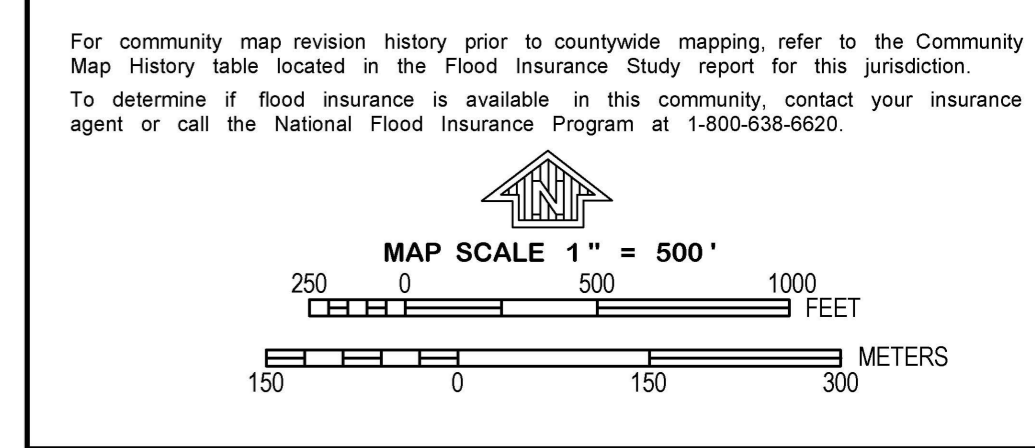 For community map revision history prior to countywide mapping, refer to the Community
Map History table located in the Flood Insurance Study report for this jurisdiction.
To determine if flood insurance is available in this community, contact your insurance
agent or call the National Flood Insurance Program at 1-800-638-6620.
N
MAP SCALE 1" = 500'
250 0 500 1000
FEET
METERS
150 0 150 300